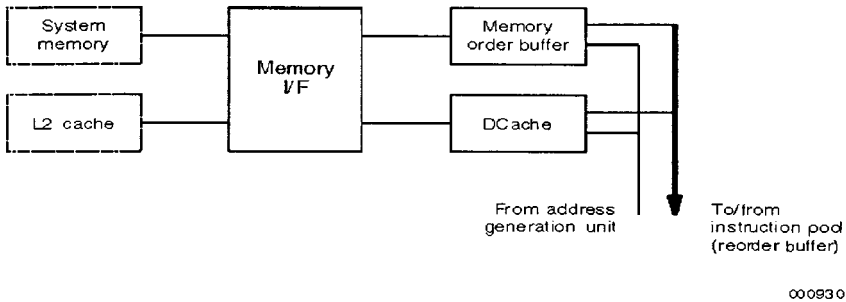 System
memory
L2 cache
Memory
I/F
Memory
order buffer
DCache
From address
generation unit
To/from
instruction pool
(reorder buffer)
000930